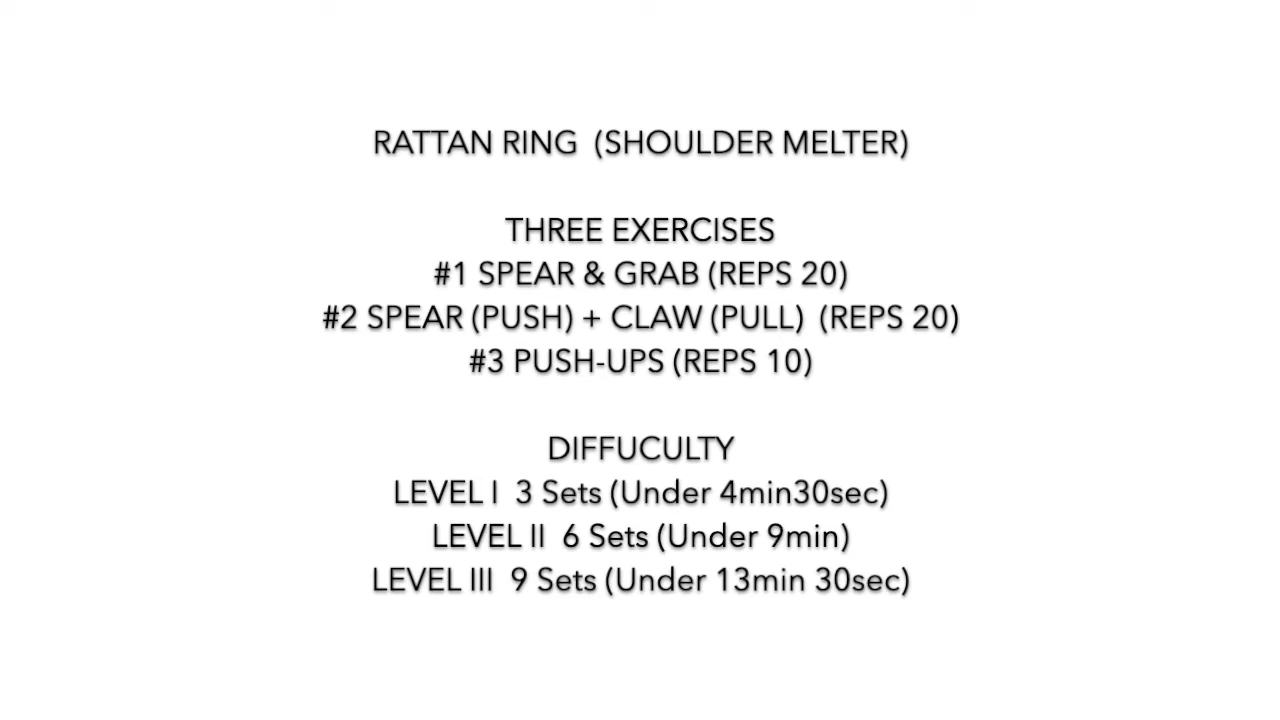 RATTAN RING (SHOULDER MELTER)
THREE EXERCISES
#1 SPEAR & GRAB (REPS 20)
#2 SPEAR (PUSH) + CLAW (PULL) (REPS 20)
#3 PUSH-UPS (REPS 10)
DIFFUCULTY
LEVEL I 3 Sets (Under 4min30sec)
LEVEL II 6 Sets (Under 9min)
LEVEL III 9 Sets (Under 13min 30sec)